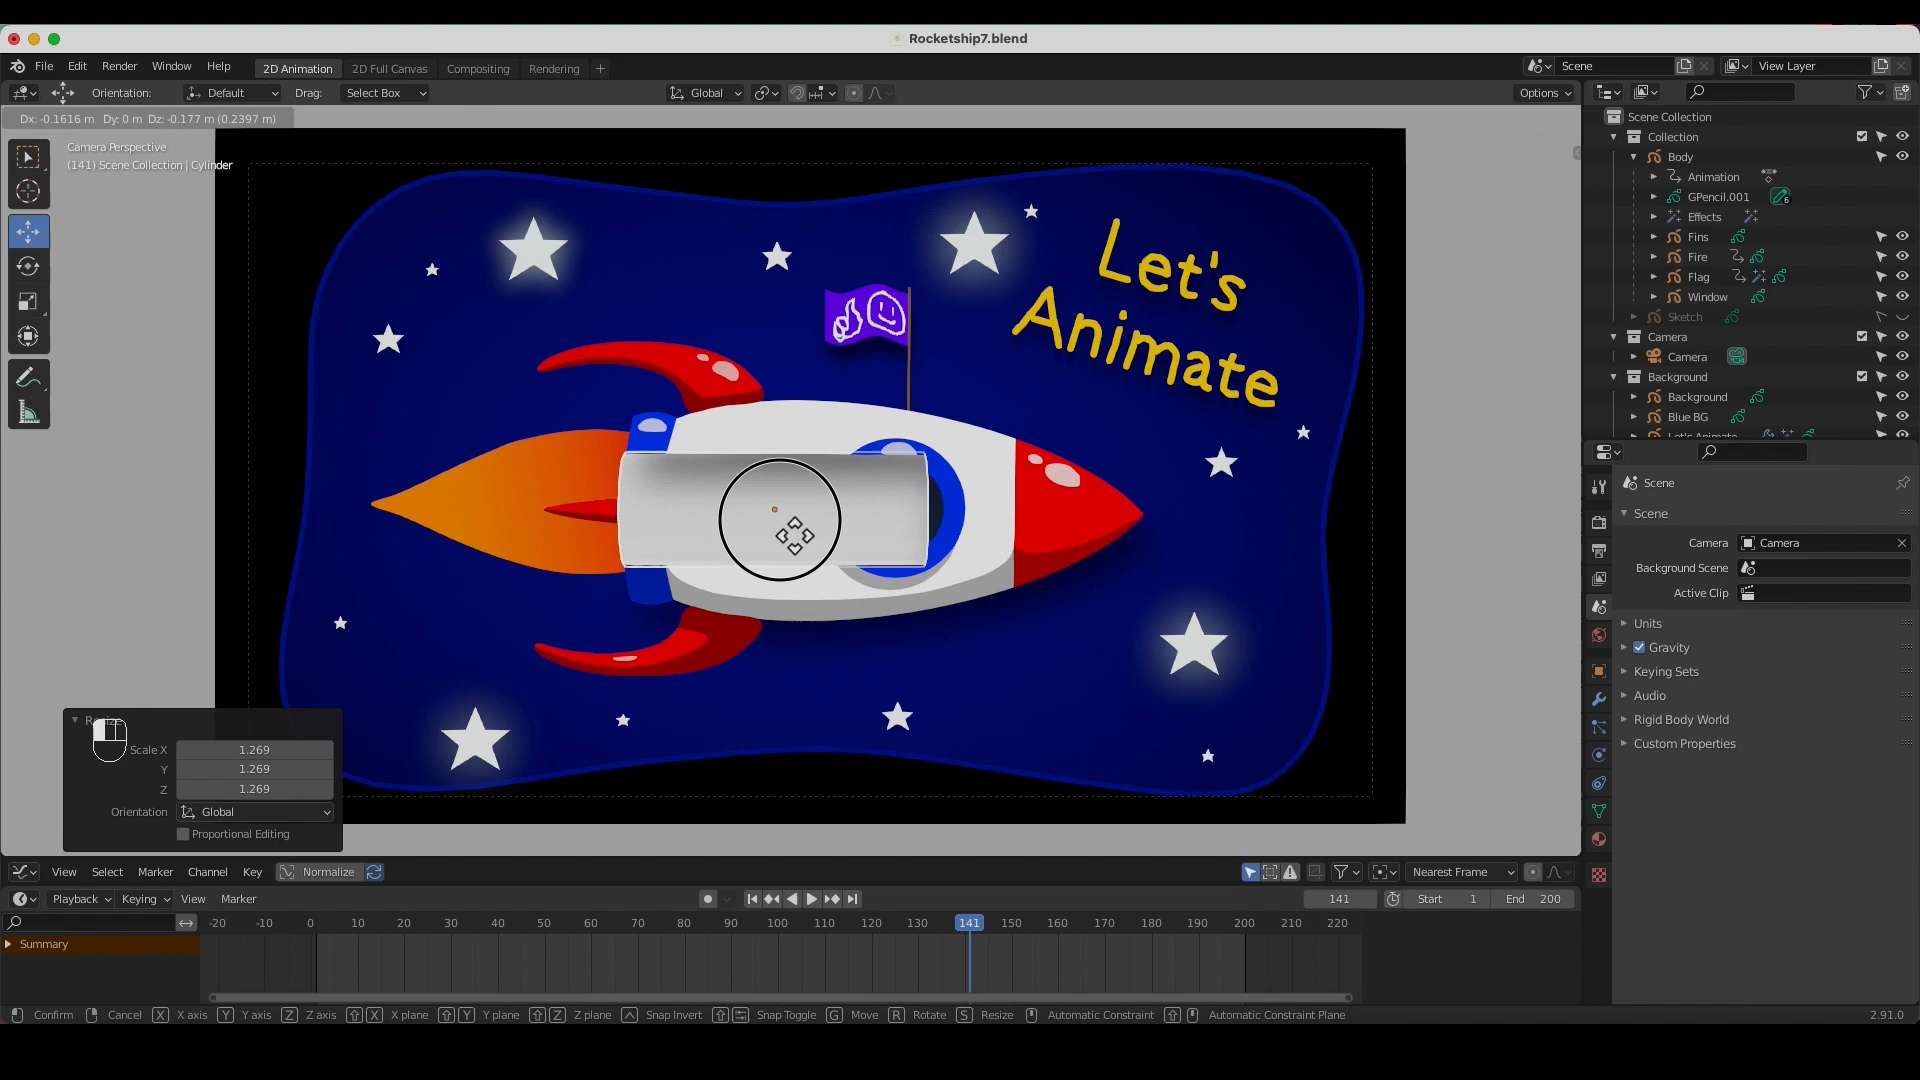 Rocketship7.blend
File Edit Render Window Help 2D Animation 2D Full Canvas Compositing Rendering + Scene View Layer
Orientation: Default Drag: Select Box Global Options
Dx: -0.1616 m Dy: 0 m Dz: -0.177 m (0.2397 m)
Camera Perspective
(141) Scene Collection | Cylinder
Let's
Animate
Scene Collection
Collection
Body
Animation
GPencil.001 6
Effects
Fins
Fire
Flag
Window
Sketch
Camera
Camera
Background
Background
Blue BG
Let's Animate
Scene
Scene
Camera Camera
Background Scene
Active Clip
Units
Gravity
Keying Sets
Audio
Rigid Body World
Custom Properties
Scale X 1.269
Y 1.269
Z 1.269
Orientation Global
Proportional Editing
View Select Marker Channel Key Normalize Nearest Frame
Playback Keying View Marker 141 Start 1 End 200
-20 -10 0 10 20 30 40 50 60 70 80 90 100 110 120 130 141 150 160 170 180 190 200 210 220
Summary
Confirm Cancel X X axis Y Y axis Z Z axis X X plane Y Y plane Z Z plane Snap Invert Snap Toggle G Move R Rotate S Resize Automatic Constraint Automatic Constraint Plane 2.91.0